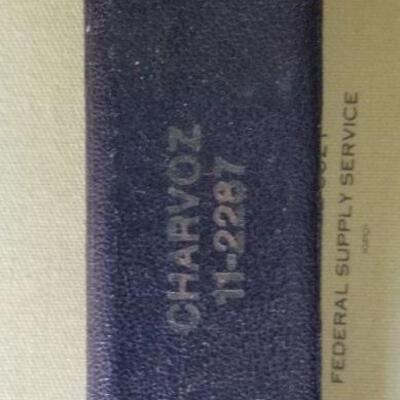 CHARVOZ
11-2287
FEDERAL SUPPLY SERVICE